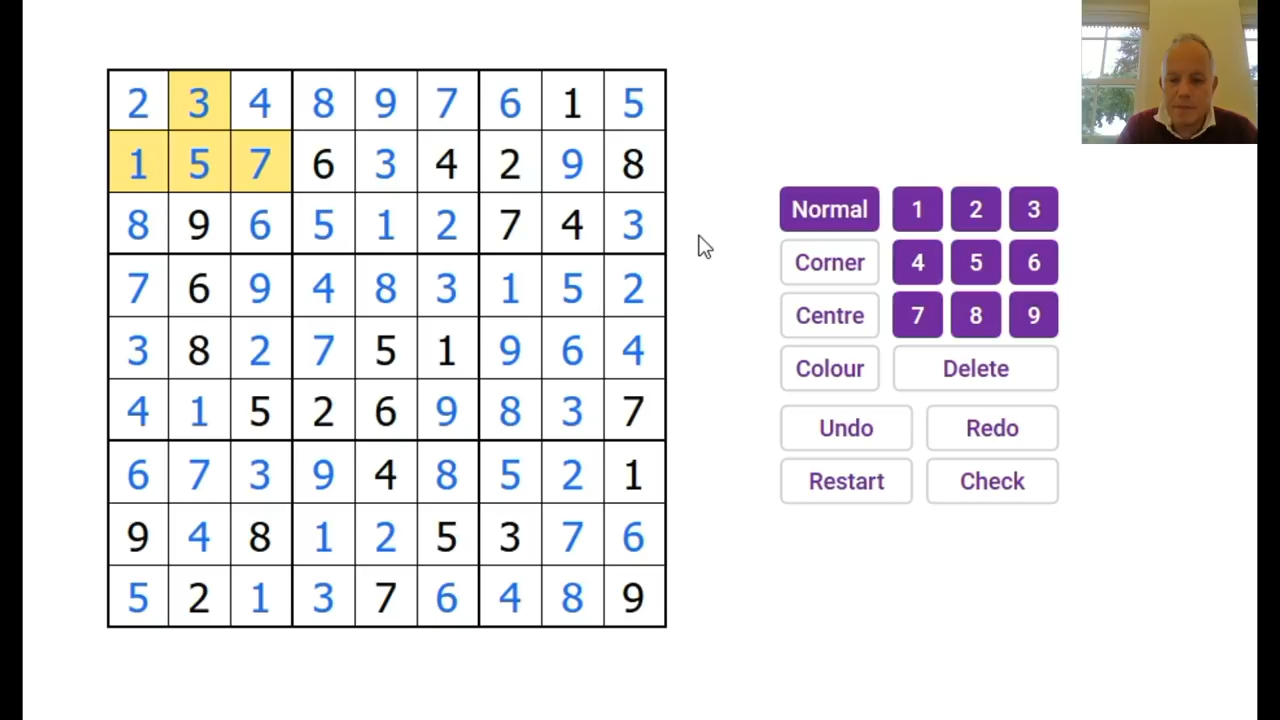 2 3 4 8 9 7 6 1 5
1 5 7 6 3 4 2 9 8
8 9 6 5 1 2 7 4 3
7 6 9 4 8 3 1 5 2
3 8 2 7 5 1 9 6 4
4 1 5 2 6 9 8 3 7
6 7 3 9 4 8 5 2 1
9 4 8 1 2 5 3 7 6
5 2 1 3 7 6 4 8 9
Normal 1 2 3
Corner 4 5 6
Centre 7 8 9
Colour Delete
Undo Redo
Restart Check